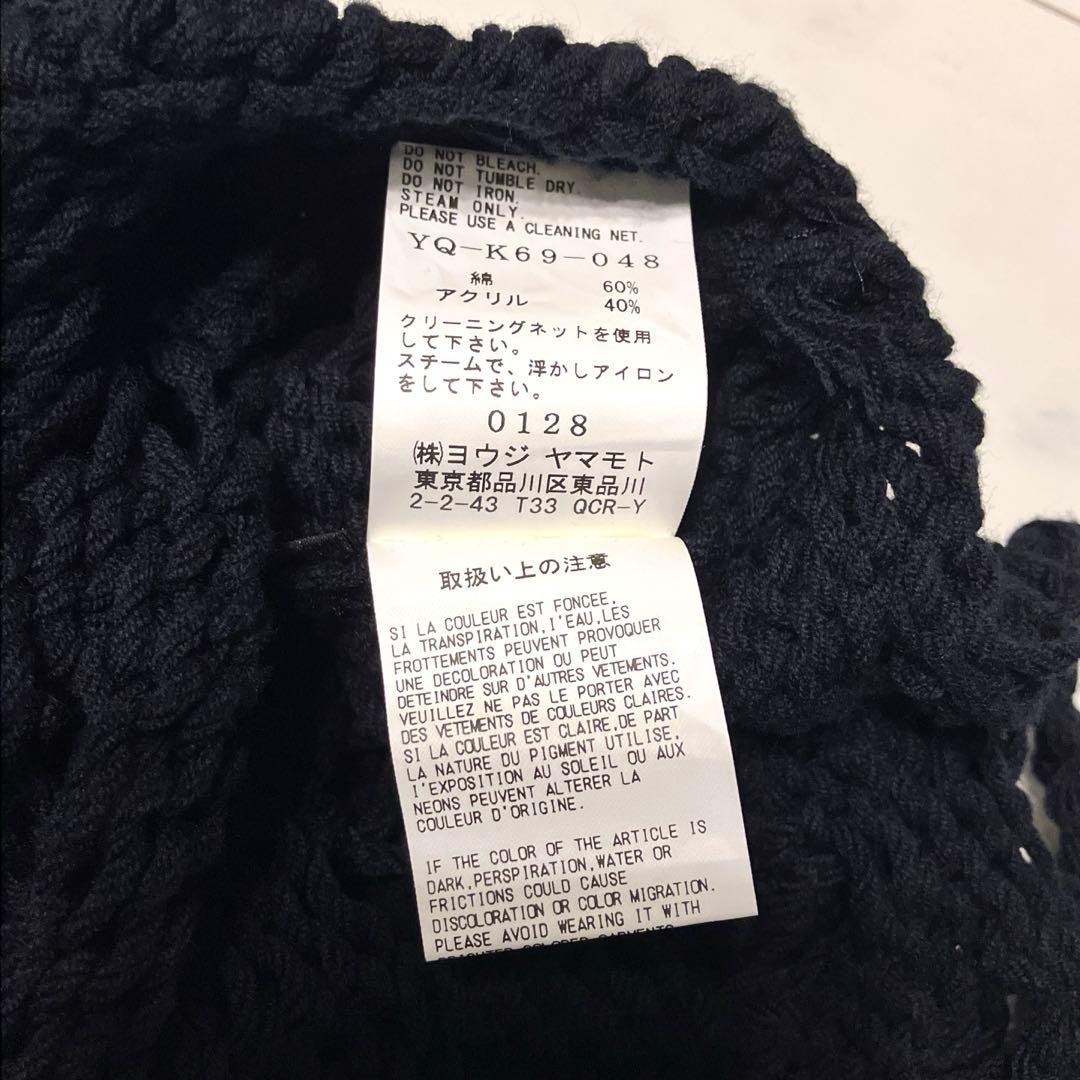 DO NOT BLEACH.
DO NOT TUMBLE DRY.
DO NOT IRON.
STEAM ONLY.
PLEASE USE A CLEANING NET.
YQ-K69-048
綿 60%
アクリル 40%
クリーニングネットを使用
して下さい。
スチームで、浮かしアイロン
をして下さい。
0128
㈱ヨウジ ヤマモト
東京都品川区東品川
2-2-43 T33 QCR-Y
取扱い上の注意
SI LA COULEUR EST FONCEE,
LA TRANSPIRATION,I'EAU,LES
FROTTEMENTS PEUVENT PROVOQUER
UNE DECOLORATION OU PEUT
DETEINDRE SUR D'AUTRES VETEMENTS.
VEUILLEZ NE PAS LE PORTER AVEC
DES VETEMENTS DE COULEURS CLAIRES.
SI LA COULEUR EST CLAIRE,DE PART
LA NATURE DU PIGMENT UTILISE,
I'EXPOSITION AU SOLEIL OU AUX
NEONS PEUVENT ALTERER LA
COULEUR D'ORIGINE.
IF THE COLOR OF THE ARTICLE IS
DARK,PERSPIRATION,WATER OR
FRICTIONS COULD CAUSE
DISCOLORATION OR COLOR MIGRATION.
PLEASE AVOID WEARING IT WITH
COLORED GARMENTS